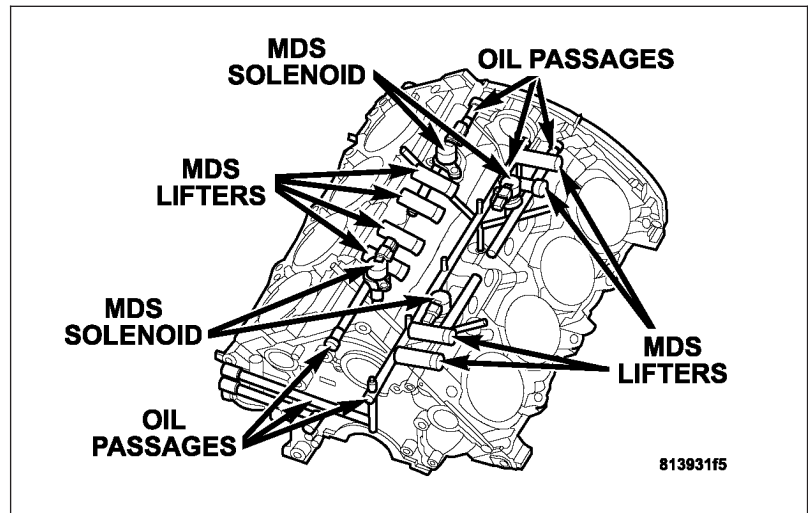 MDS
SOLENOID
OIL PASSAGES
MDS
LIFTERS
MDS
SOLENOID
MDS
LIFTERS
OIL
PASSAGES
813931f5